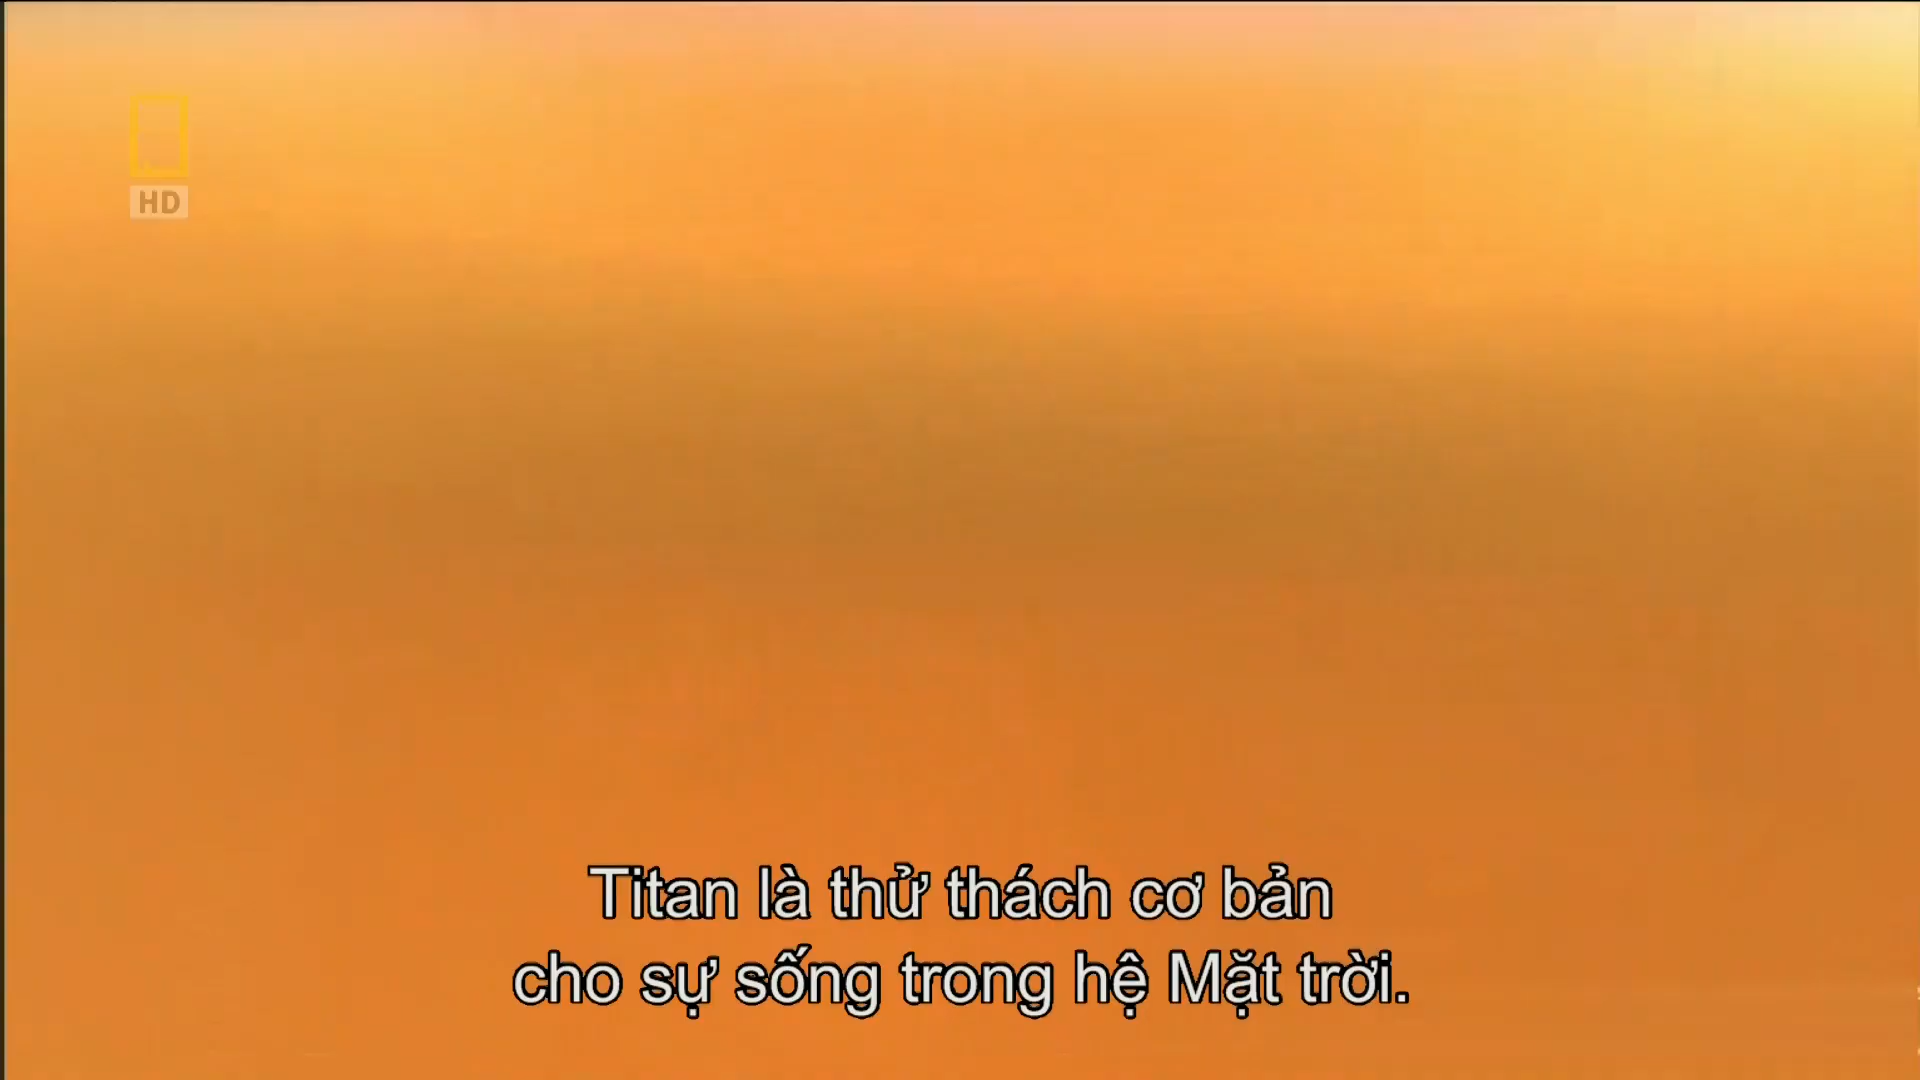 HD
Titan là thử thách cơ bản
cho sự sống trong hệ Mặt trời.